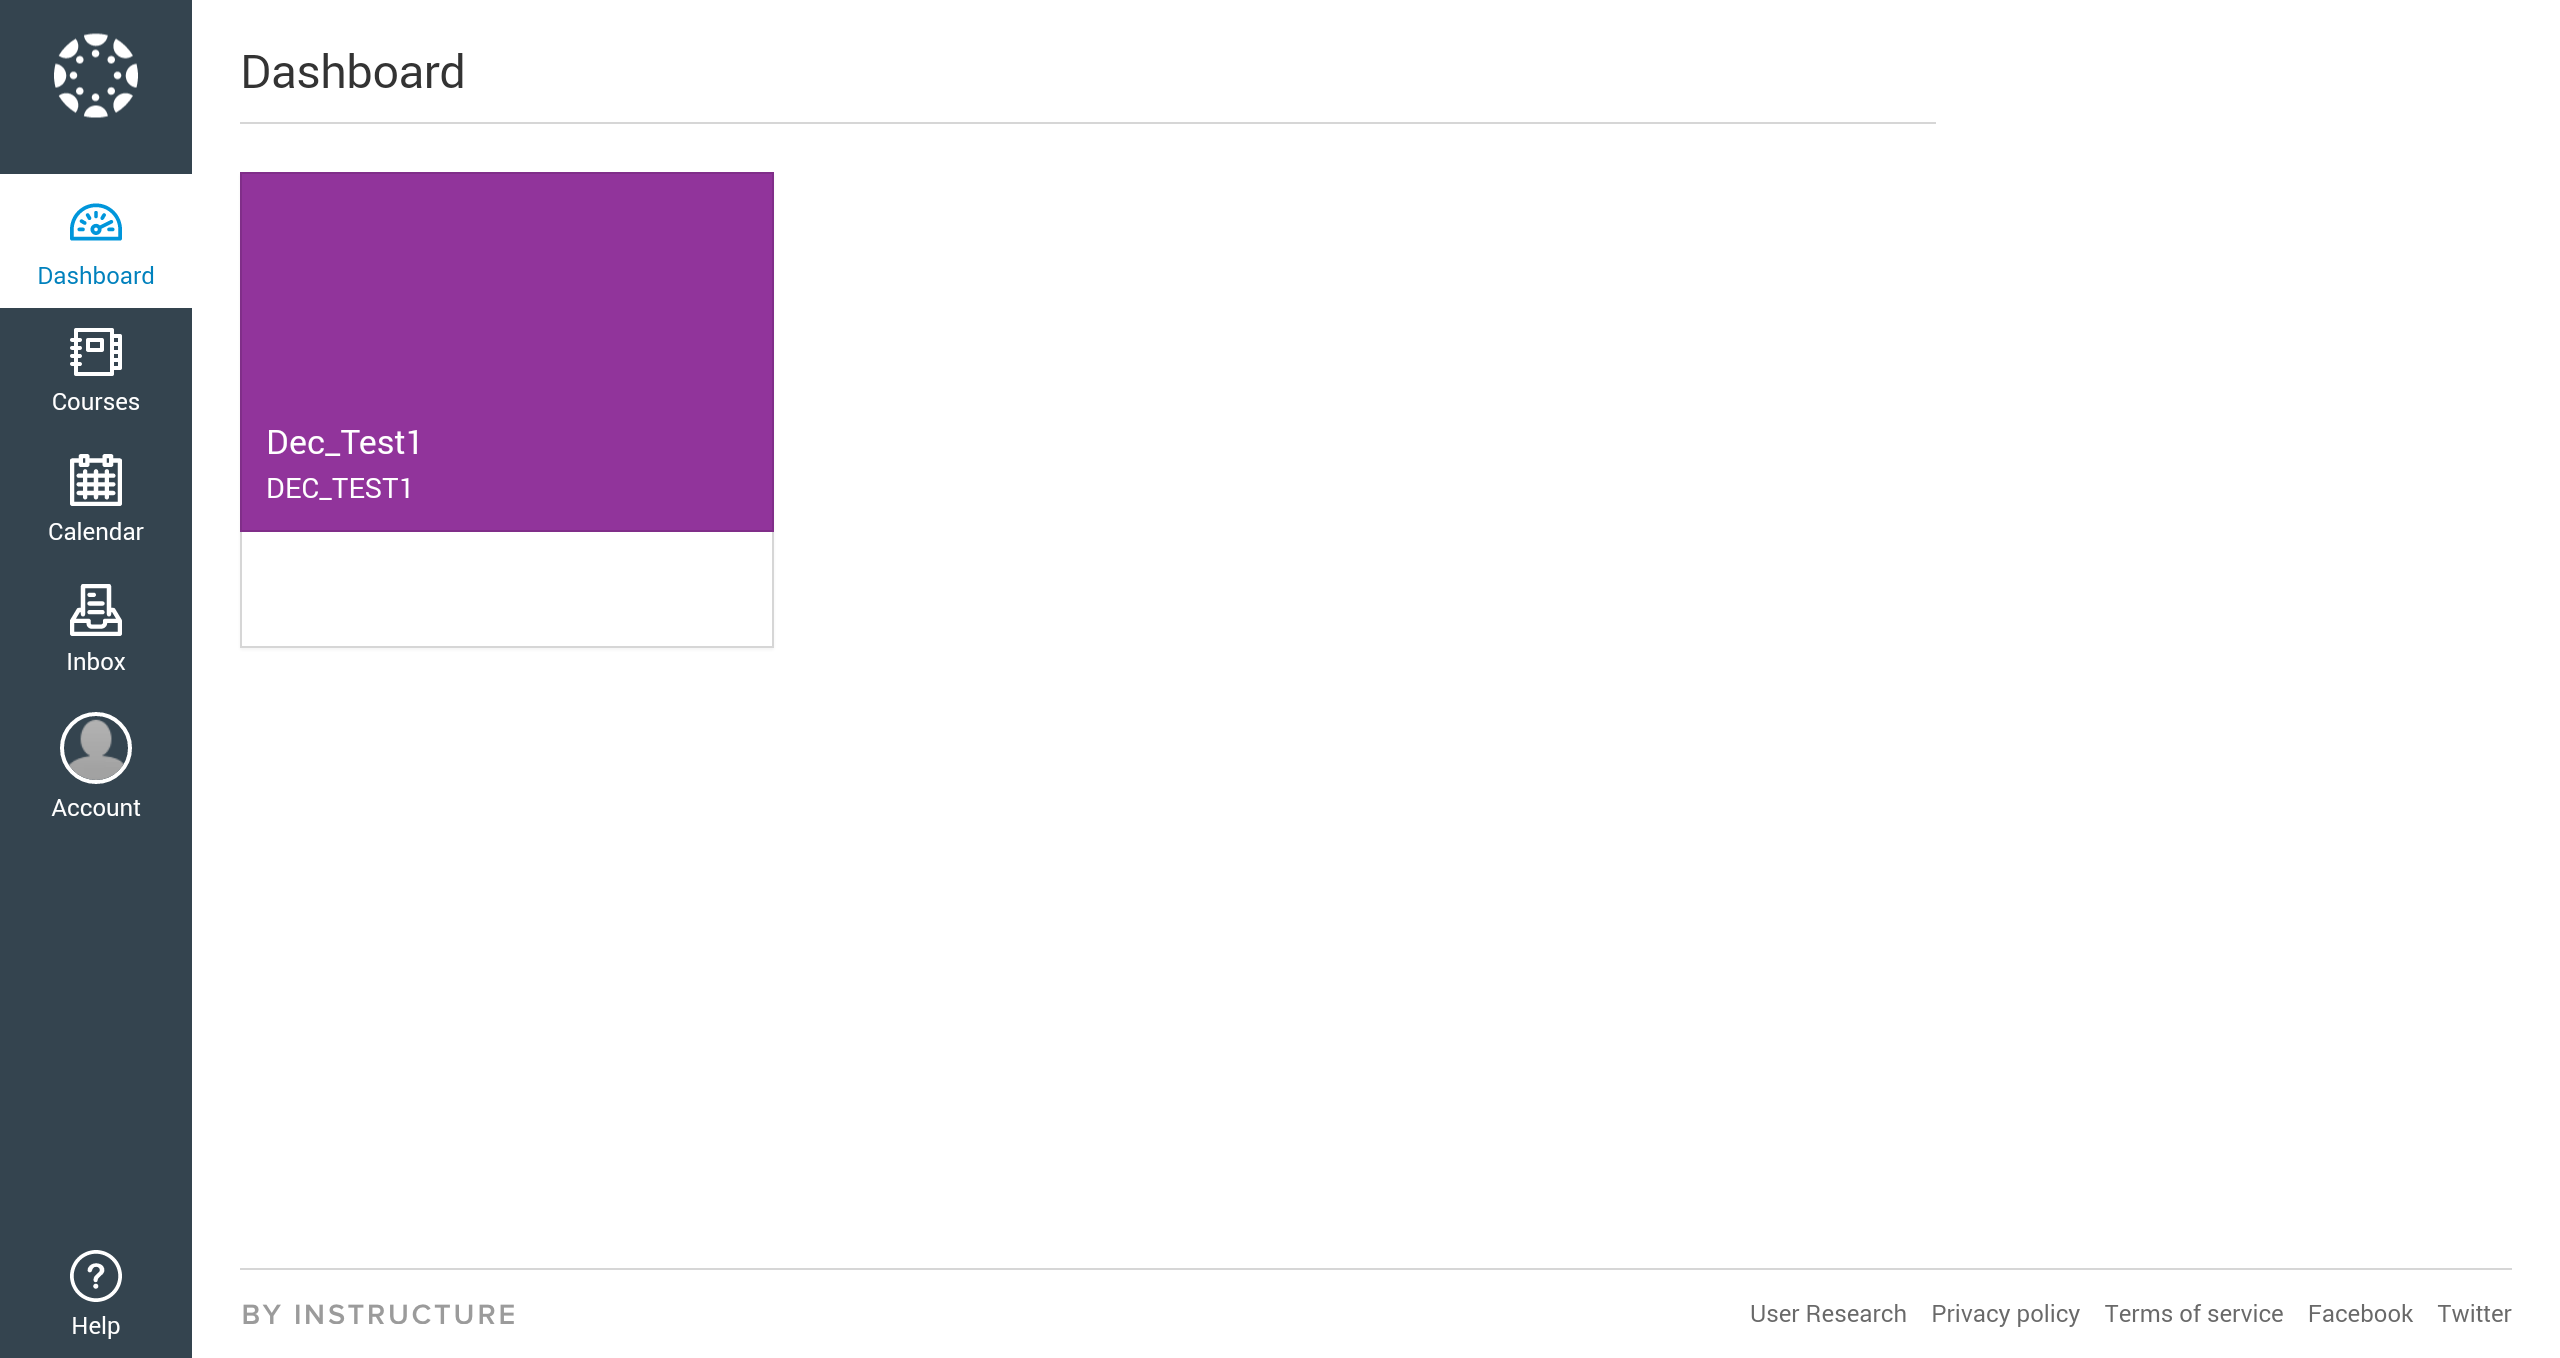 Dashboard
Dashboard
Courses
Calendar
Inbox
Account
Help
Dec_Test1
DEC_TEST1
BY INSTRUCTURE
User Research Privacy policy Terms of service Facebook Twitter